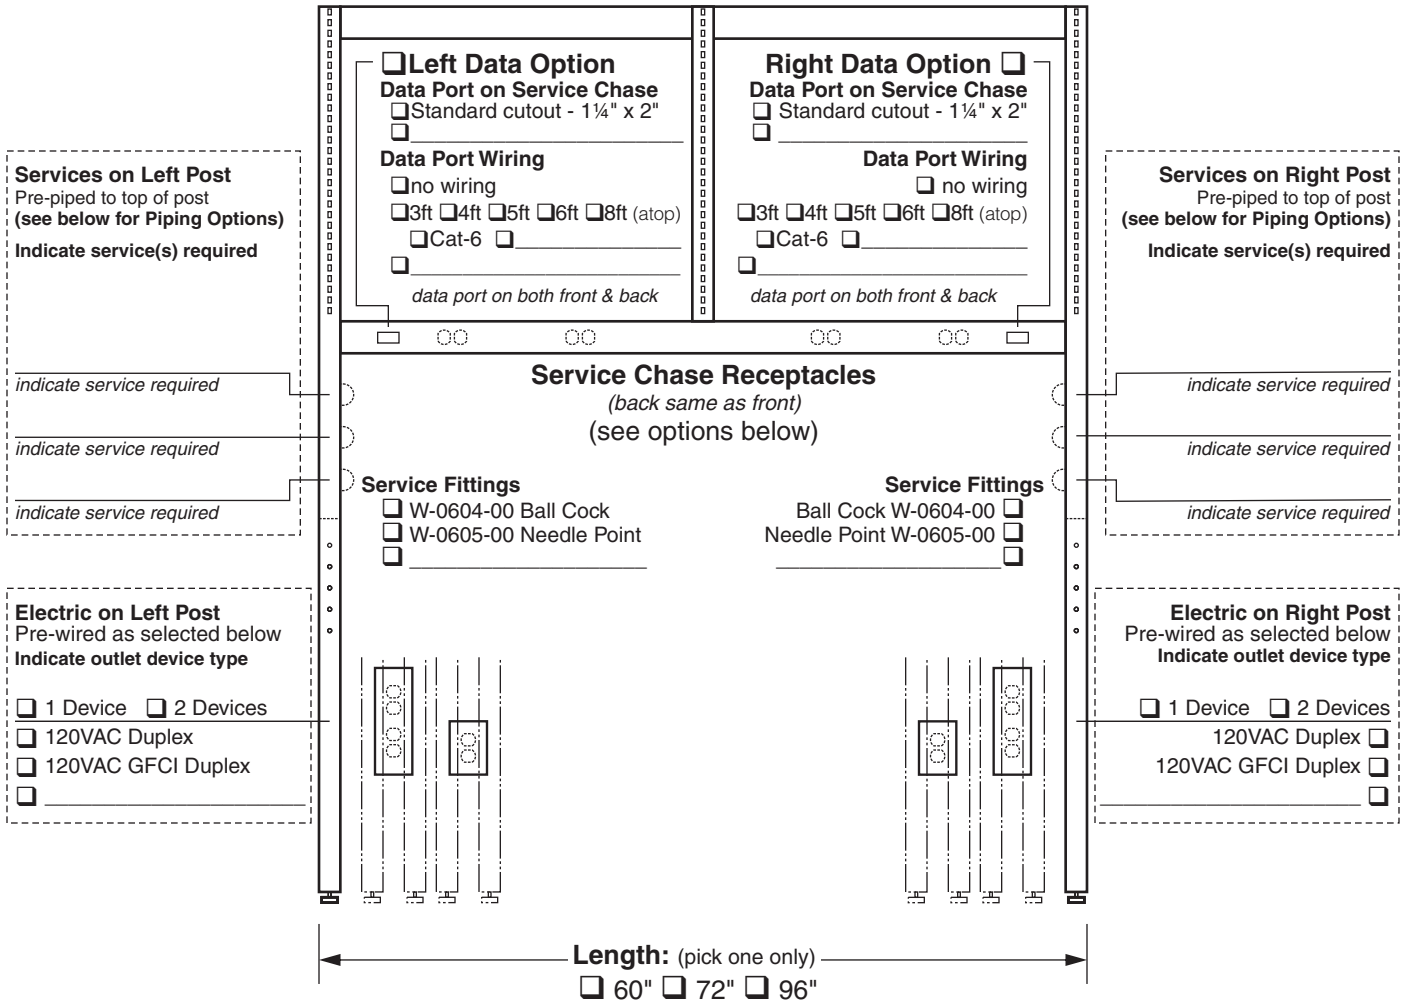 ❑Left Data Option
Data Port on Service Chase
❑Standard cutout - 1¼" x 2"
❑____________________
Data Port Wiring
❑no wiring
❑3ft ❑4ft ❑5ft ❑6ft ❑8ft (atop)
❑Cat-6 ❑____________
❑____________________
data port on both front & back
Right Data Option ❑
Data Port on Service Chase
❑ Standard cutout - 1¼" x 2"
❑ ____________________
Data Port Wiring
❑ no wiring
❑3ft ❑4ft ❑5ft ❑6ft ❑8ft (atop)
❑Cat-6 ❑____________
❑____________________
data port on both front & back
Services on Left Post
Pre-piped to top of post
(see below for Piping Options)
Indicate service(s) required
indicate service required
indicate service required
indicate service required
Services on Right Post
Pre-piped to top of post
(see below for Piping Options)
Indicate service(s) required
indicate service required
indicate service required
indicate service required
Service Chase Receptacles
(back same as front)
(see options below)
Service Fittings
❑ W-0604-00 Ball Cock
❑ W-0605-00 Needle Point
❑ ____________________
Service Fittings
Ball Cock W-0604-00 ❑
Needle Point W-0605-00 ❑
____________________ ❑
Electric on Left Post
Pre-wired as selected below
Indicate outlet device type
❑ 1 Device ❑ 2 Devices
❑ 120VAC Duplex
❑ 120VAC GFCI Duplex
❑ ____________________
Electric on Right Post
Pre-wired as selected below
Indicate outlet device type
❑ 1 Device ❑ 2 Devices
120VAC Duplex ❑
120VAC GFCI Duplex ❑
____________________ ❑
Length: (pick one only)
❑ 60" ❑ 72" ❑ 96"